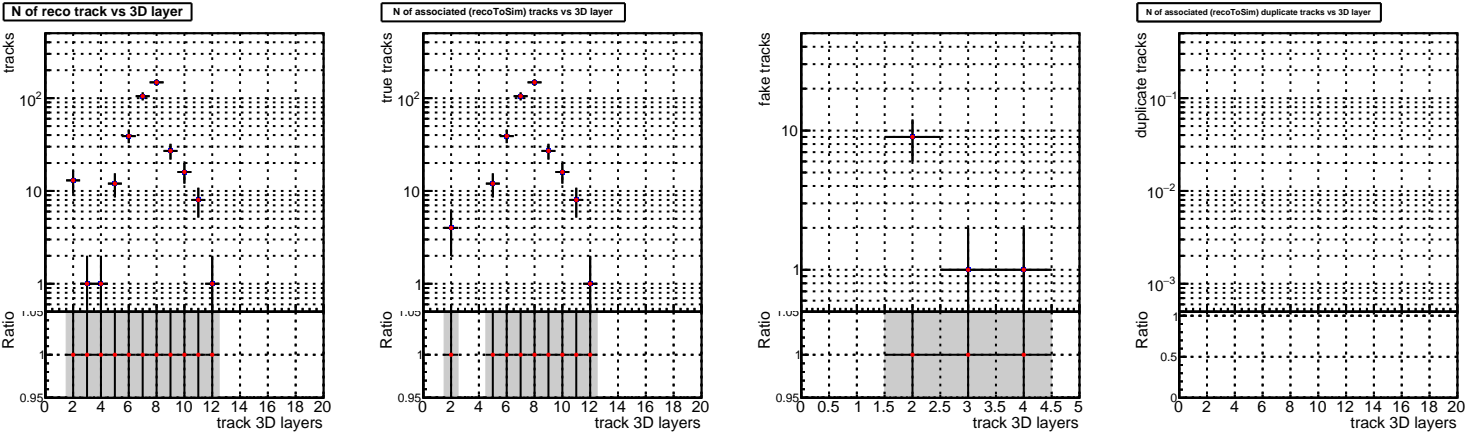 N of reco track vs 3D layer
tracks
10²
10
1
1.05
Ratio
1
0.95
0 2 4 6 8 10 12 14 16 18 20
track 3D layers
N of associated (recoToSim) tracks vs 3D layer
true tracks
10²
10
1
1.05
Ratio
1
0.95
0 2 4 6 8 10 12 14 16 18 20
track 3D layers
fake tracks
10
1
1.05
Ratio
1
0.95
0 0.5 1 1.5 2 2.5 3 3.5 4 4.5 5
track 3D layers
N of associated (recoToSim) duplicate tracks vs 3D layer
duplicate tracks
10⁻¹
10⁻²
10⁻³
Ratio
1
0.5
0
0 2 4 6 8 10 12 14 16 18 20
track 3D layers